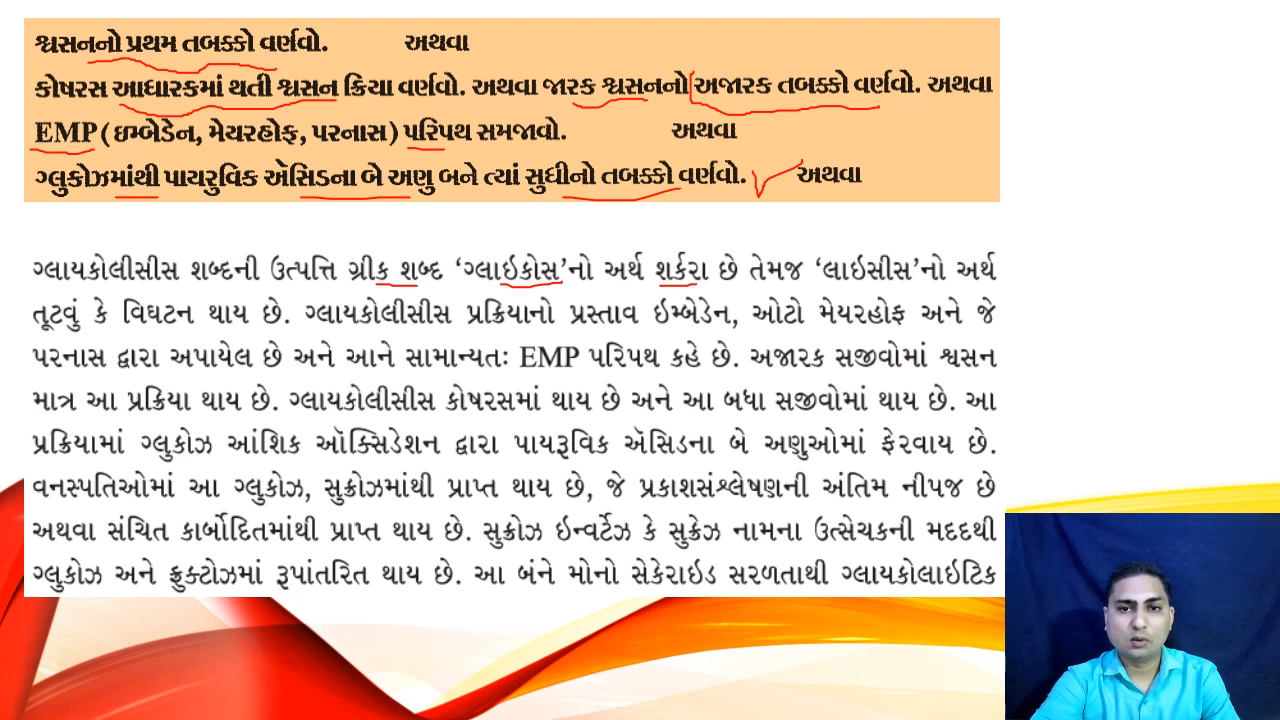 શ્વસનનો પ્રથમ તબક્કો વર્ણવો. અથવા
કોષરસ આધારકમાં થતી શ્વસન ક્રિયા વર્ણવો. અથવા જારક શ્વસનનો અજારક તબક્કો વર્ણવો. અથવા
EMP (ઇમ્બેડેન, મેયરહોફ, પરનાસ) પરિપથ સમજાવો. અથવા
ગ્લુકોઝમાંથી પાયરુવિક ઍસિડના બે અણુ બને ત્યાં સુધીનો તબક્કો વર્ણવો. અથવા
ગ્લાયકોલીસીસ શબ્દની ઉત્પત્તિ ગ્રીક શબ્દ ‘ગ્લાઇકોસ’નો અર્થ શર્કરા છે તેમજ ‘લાઇસીસ’નો અર્થ
તૂટવું કે વિઘટન થાય છે. ગ્લાયકોલીસીસ પ્રક્રિયાનો પ્રસ્તાવ ઇમ્બેડેન, ઓટો મેયરહોફ અને જે
પરનાસ દ્વારા અપાયેલ છે અને આને સામાન્યતઃ EMP પરિપથ કહે છે. અજારક સજીવોમાં શ્વસન
માત્ર આ પ્રક્રિયા થાય છે. ગ્લાયકોલીસીસ કોષરસમાં થાય છે અને આ બધા સજીવોમાં થાય છે. આ
પ્રક્રિયામાં ગ્લુકોઝ આંશિક ઑક્સિડેશન દ્વારા પાયરૂવિક ઍસિડના બે અણુઓમાં ફેરવાય છે.
વનસ્પતિઓમાં આ ગ્લુકોઝ, સુક્રોઝમાંથી પ્રાપ્ત થાય છે, જે પ્રકાશસંશ્લેષણની અંતિમ નીપજ છે
અથવા સંચિત કાર્બોદિતમાંથી પ્રાપ્ત થાય છે. સુક્રોઝ ઇન્વર્ટેઝ કે સુક્રેઝ નામના ઉત્સેચકની મદદથી
ગ્લુકોઝ અને ફ્રુક્ટોઝમાં રૂપાંતરિત થાય છે. આ બંને મોનો સેકેરાઇડ સરળતાથી ગ્લાયકોલાઇટિક